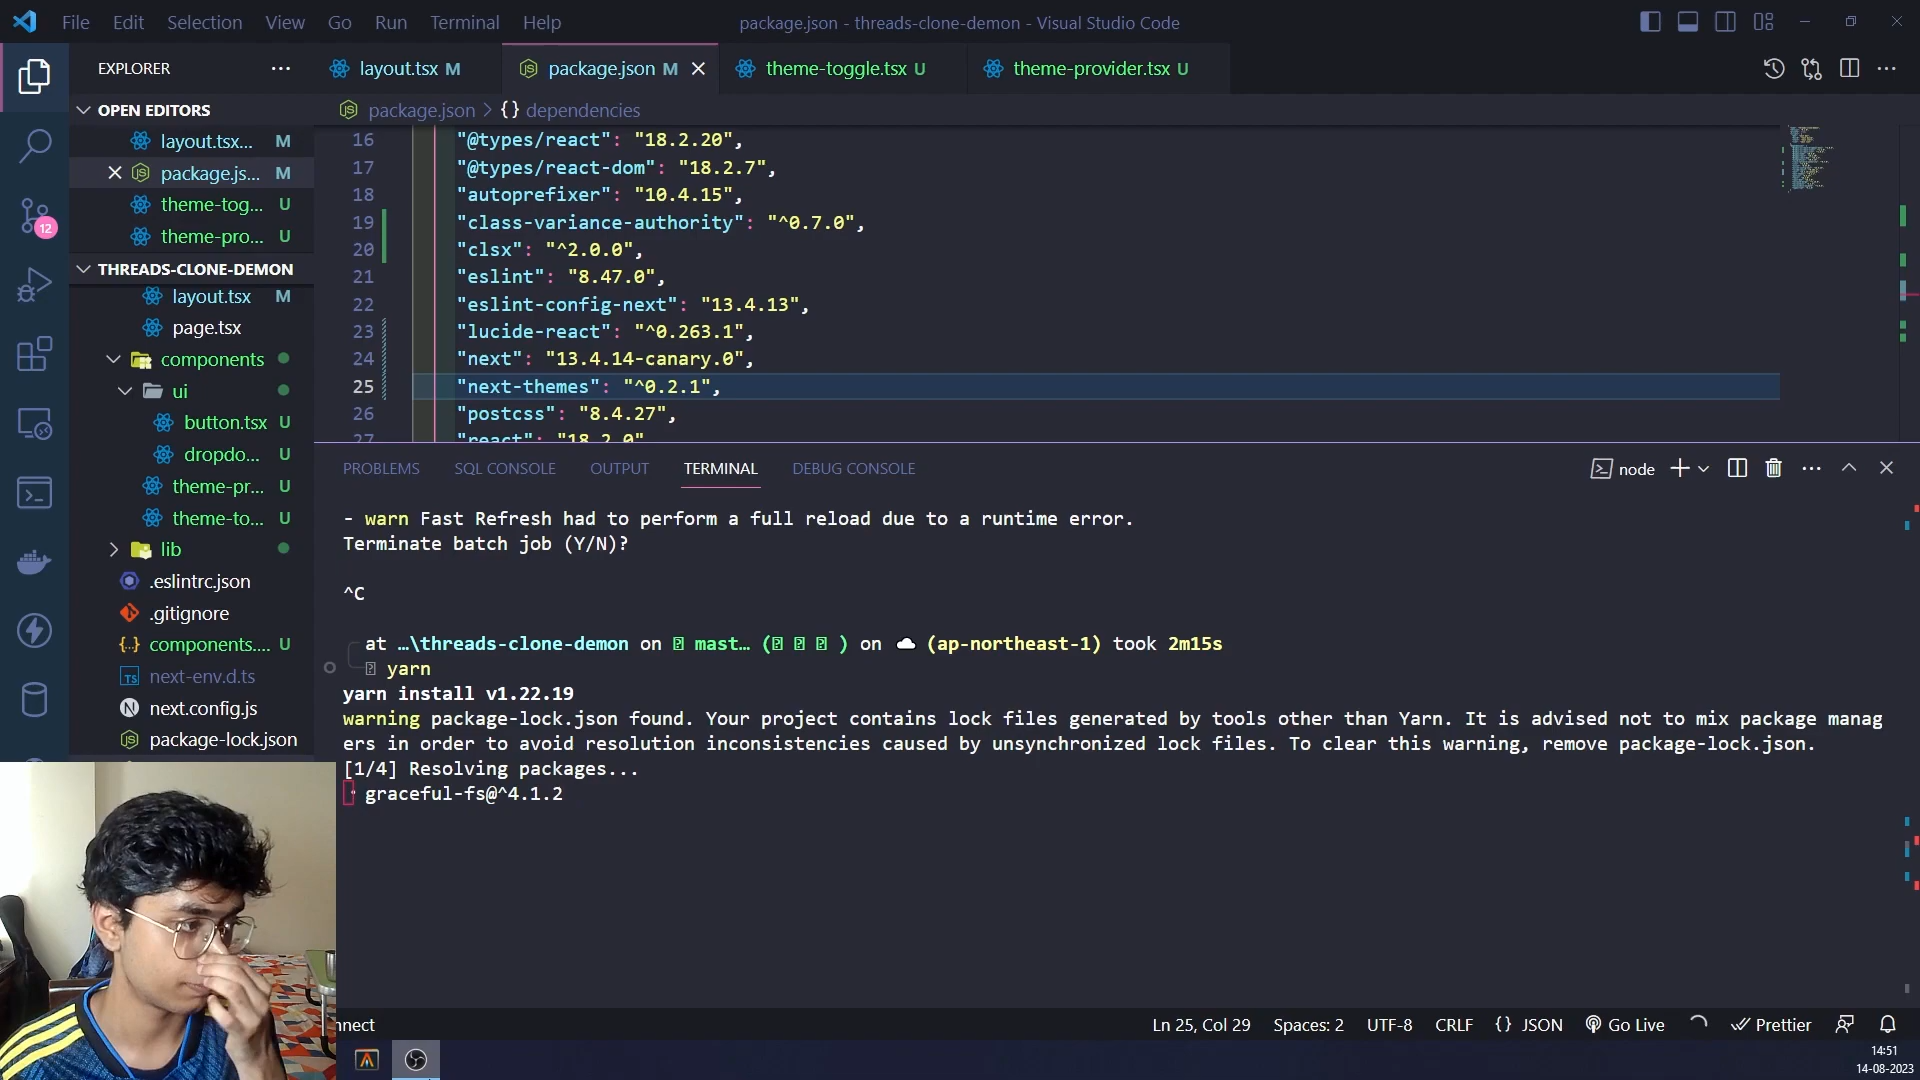 File Edit Selection View Go Run Terminal Help
package.json - threads-clone-demon - Visual Studio Code
EXPLORER
layout.tsx M
package.json M
theme-toggle.tsx U
theme-provider.tsx U
OPEN EDITORS
package.json > {} dependencies
layout.tsx... M
package.js... M
theme-tog... U
theme-pro... U
THREADS-CLONE-DEMON
layout.tsx M
page.tsx
components
ui
button.tsx U
dropdo... U
theme-pr... U
theme-to... U
lib
.eslintrc.json
.gitignore
components.... U
next-env.d.ts
next.config.js
package-lock.json
12
16 "@types/react": "18.2.20",
17 "@types/react-dom": "18.2.7",
18 "autoprefixer": "10.4.15",
19 "class-variance-authority": "^0.7.0",
20 "clsx": "^2.0.0",
21 "eslint": "8.47.0",
22 "eslint-config-next": "13.4.13",
23 "lucide-react": "^0.263.1",
24 "next": "13.4.14-canary.0",
25 "next-themes": "^0.2.1",
26 "postcss": "8.4.27",
27 "react": "18.2.0"
PROBLEMS SQL CONSOLE OUTPUT TERMINAL DEBUG CONSOLE
node
- warn Fast Refresh had to perform a full reload due to a runtime error.
Terminate batch job (Y/N)?
^C
at …\threads-clone-demon on mast… ( ) on (ap-northeast-1) took 2m15s
yarn
yarn install v1.22.19
warning package-lock.json found. Your project contains lock files generated by tools other than Yarn. It is advised not to mix package manag
ers in order to avoid resolution inconsistencies caused by unsynchronized lock files. To clear this warning, remove package-lock.json.
[1/4] Resolving packages...
graceful-fs@^4.1.2
nnect
Ln 25, Col 29 Spaces: 2 UTF-8 CRLF {} JSON Go Live Prettier
14:51
14-08-2023